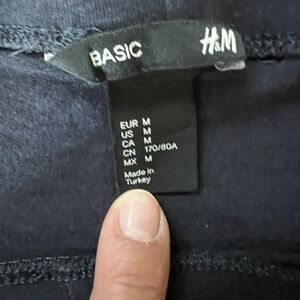 BASIC H&M
EUR M
US M
CA M
CN 170/80A
MX M
Made in
Turkey